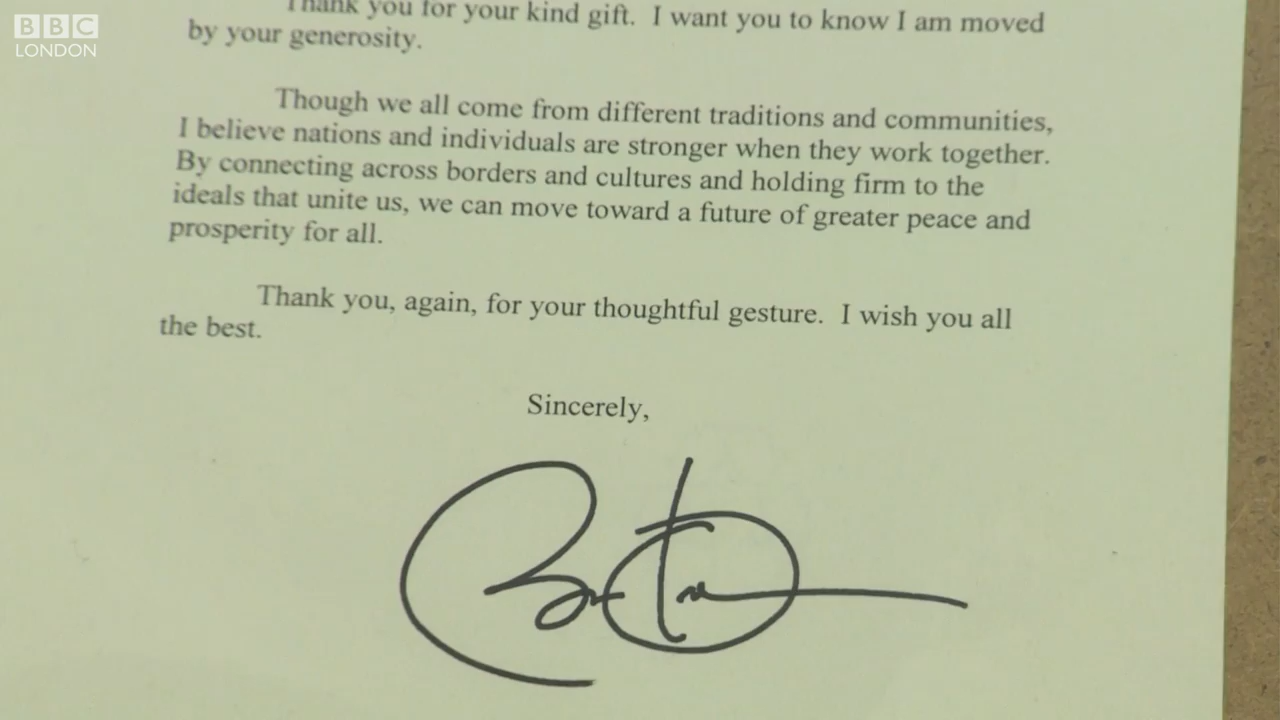 BBC
LONDON
Thank you for your kind gift.  I want you to know I am moved
by your generosity.
Though we all come from different traditions and communities,
I believe nations and individuals are stronger when they work together.
By connecting across borders and cultures and holding firm to the
ideals that unite us, we can move toward a future of greater peace and
prosperity for all.
Thank you, again, for your thoughtful gesture.  I wish you all
the best.
Sincerely,